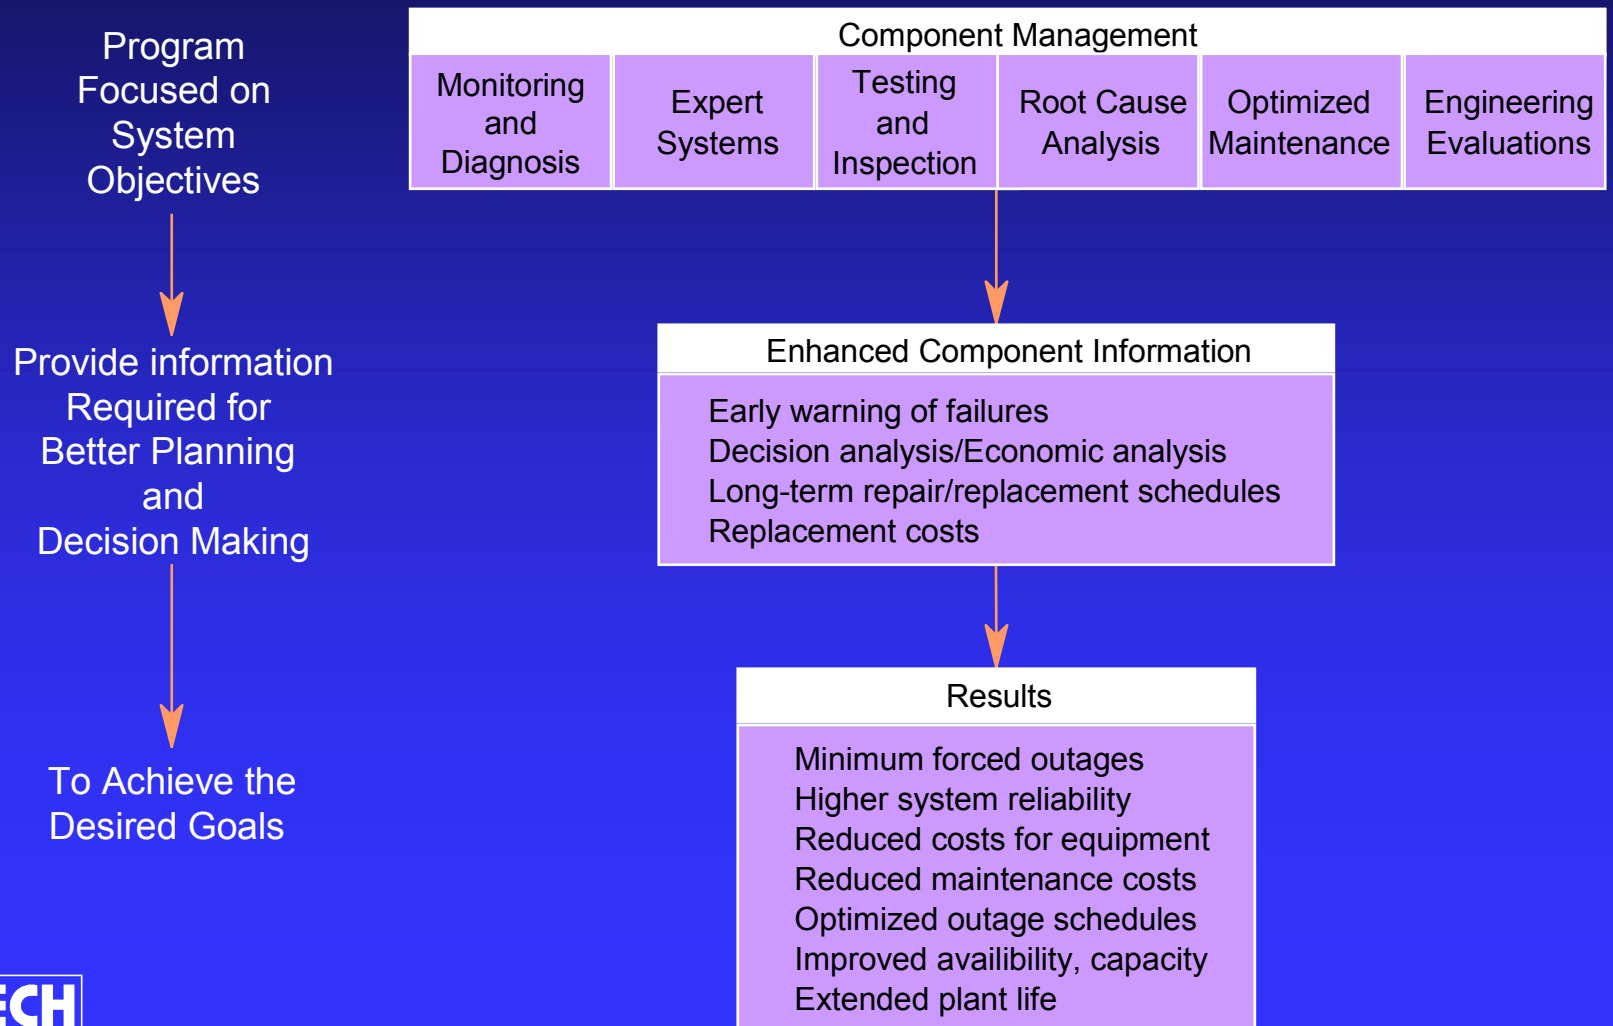 Program
Focused on
System
Objectives
Provide information
Required for
Better Planning
and
Decision Making
To Achieve the
Desired Goals
Component Management
Monitoring
and
Diagnosis
Expert
Systems
Testing
and
Inspection
Root Cause
Analysis
Optimized
Maintenance
Engineering
Evaluations
Enhanced Component Information
Early warning of failures
Decision analysis/Economic analysis
Long-term repair/replacement schedules
Replacement costs
Results
Minimum forced outages
Higher system reliability
Reduced costs for equipment
Reduced maintenance costs
Optimized outage schedules
Improved availibility, capacity
Extended plant life